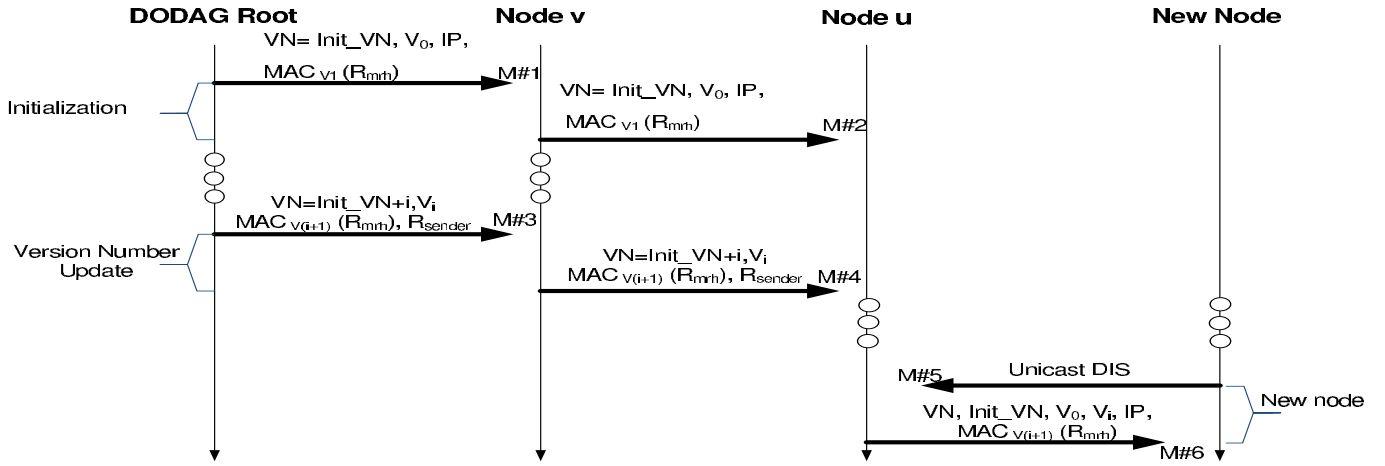 DODAG Root
Node v
Node u
New Node
VN= Init_VN, V₀, IP,
MAC V1 (Rmrh)
M#1
Initialization
VN= Init_VN, V₀, IP,
MAC V1 (Rmrh)
M#2
VN=Init_VN+i,Vi
MAC V(i+1) (Rmrh), Rsender
M#3
Version Number
Update
VN=Init_VN+i,Vi
MAC V(i+1) (Rmrh), Rsender
M#4
M#5
Unicast DIS
New node
VN, Init_VN, V₀, Vi, IP,
MAC V(i+1) (Rmrh)
M#6